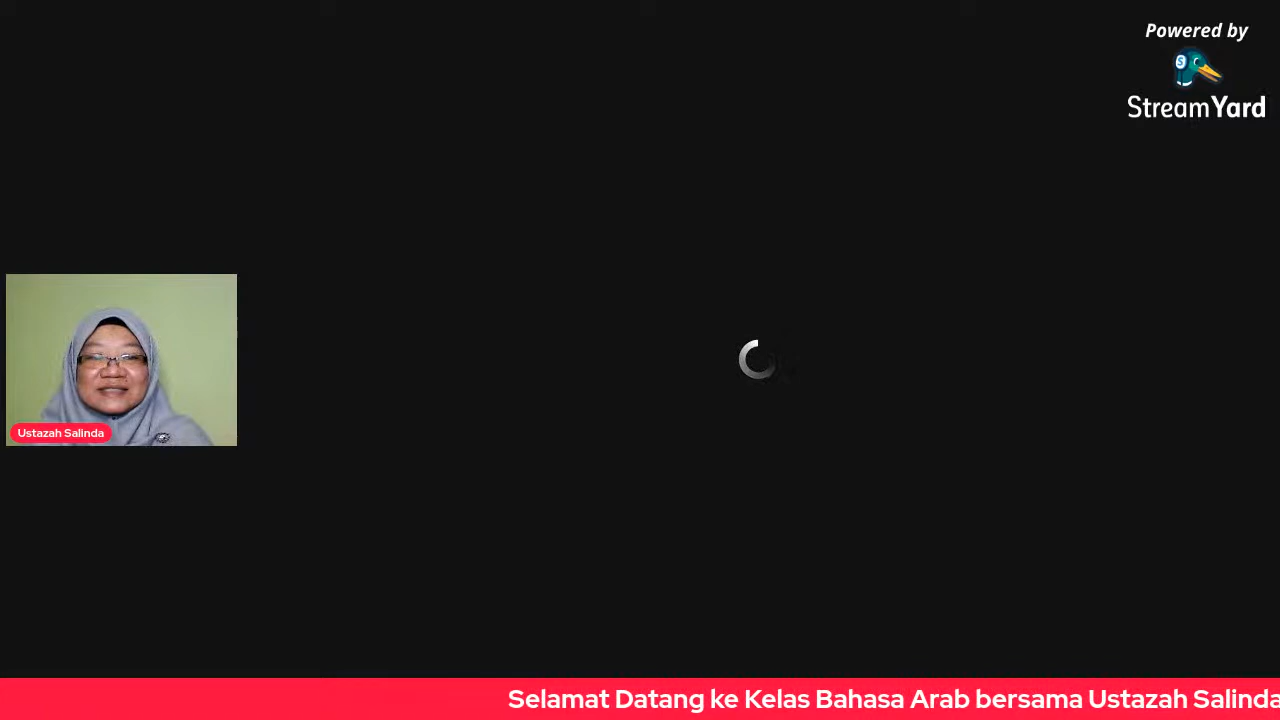 Powered by
StreamYard
Ustazah Salinda
Selamat Datang ke Kelas Bahasa Arab bersama Ustazah Salinda